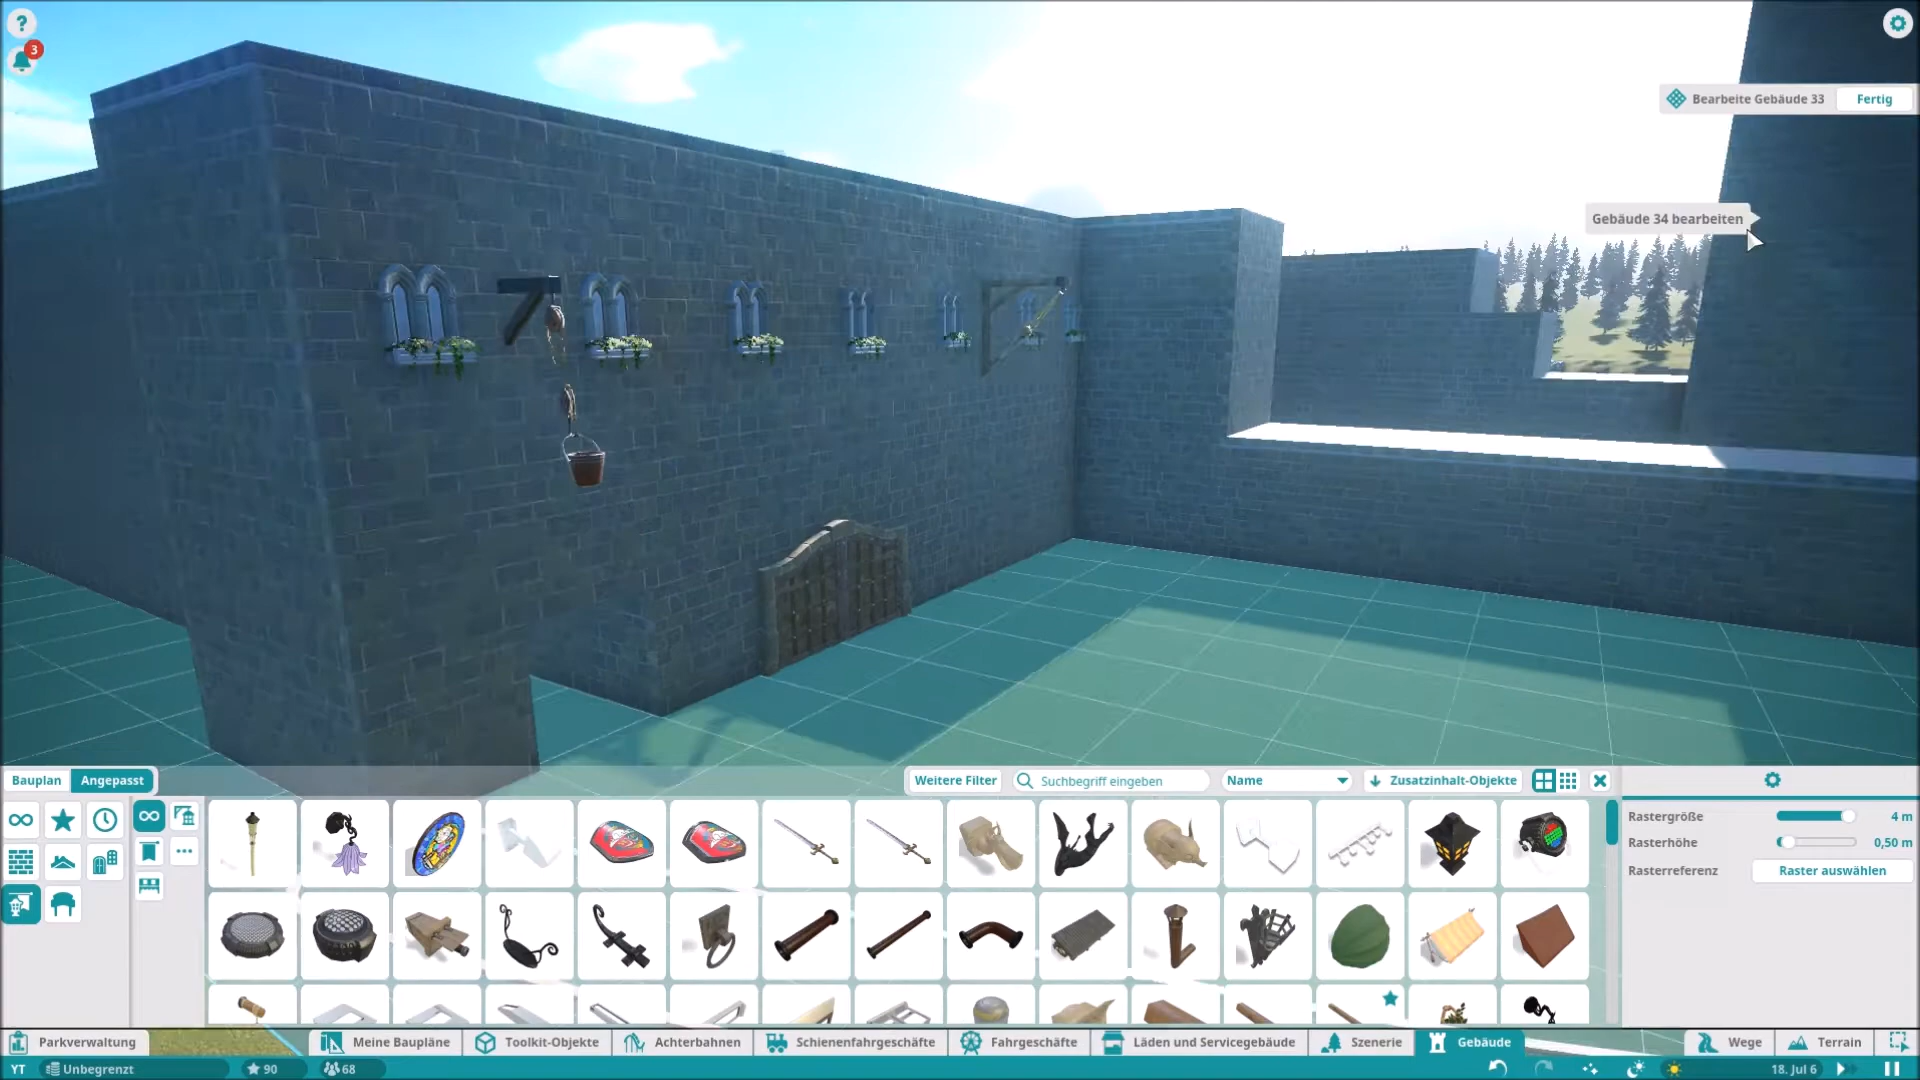 ?
3
Bearbeite Gebäude 33
Fertig
Gebäude 34 bearbeiten
Bauplan
Angepasst
Weitere Filter
Suchbegriff eingeben
Name
Zusatzinhalt-Objekte
Rastergröße
4 m
Rasterhöhe
0,50 m
Rasterreferenz
Raster auswählen
Parkverwaltung
Meine Baupläne
Toolkit-Objekte
Achterbahnen
Schienenfahrgeschäfte
Fahrgeschäfte
Läden und Servicegebäude
Szenerie
Gebäude
Wege
Terrain
YT
Unbegrenzt
90
68
18. Jul 6